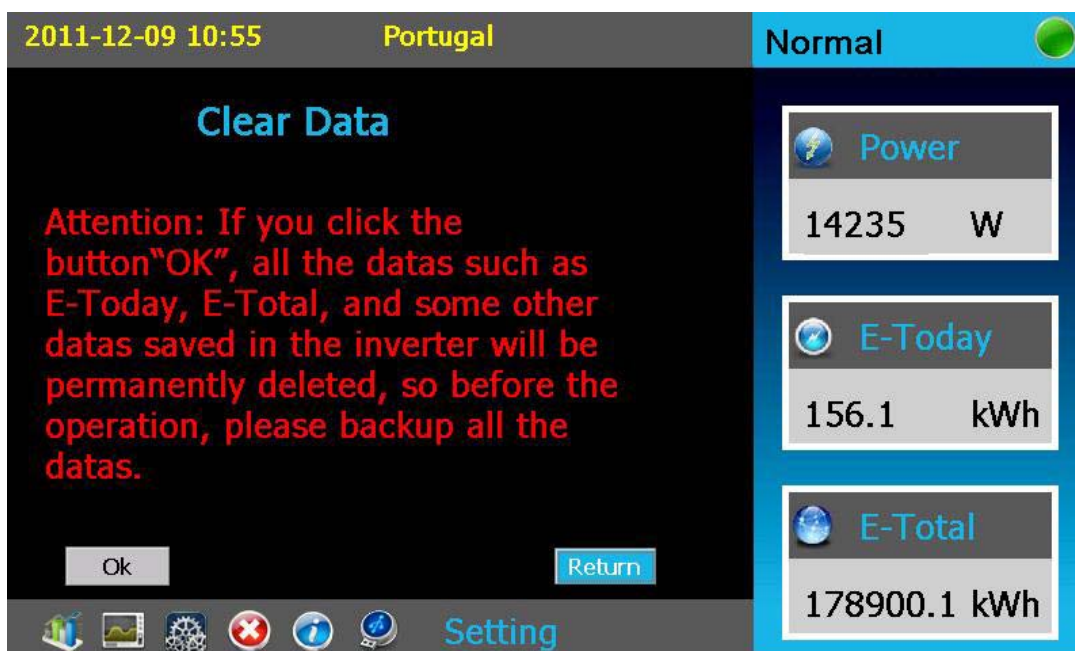 2011-12-09 10:55 Portugal
Normal
Clear Data
Attention: If you click the
button“OK”, all the datas such as
E-Today, E-Total, and some other
datas saved in the inverter will be
permanently deleted, so before the
operation, please backup all the
datas.
Ok
Return
Setting
Power
14235 W
E-Today
156.1 kWh
E-Total
178900.1 kWh